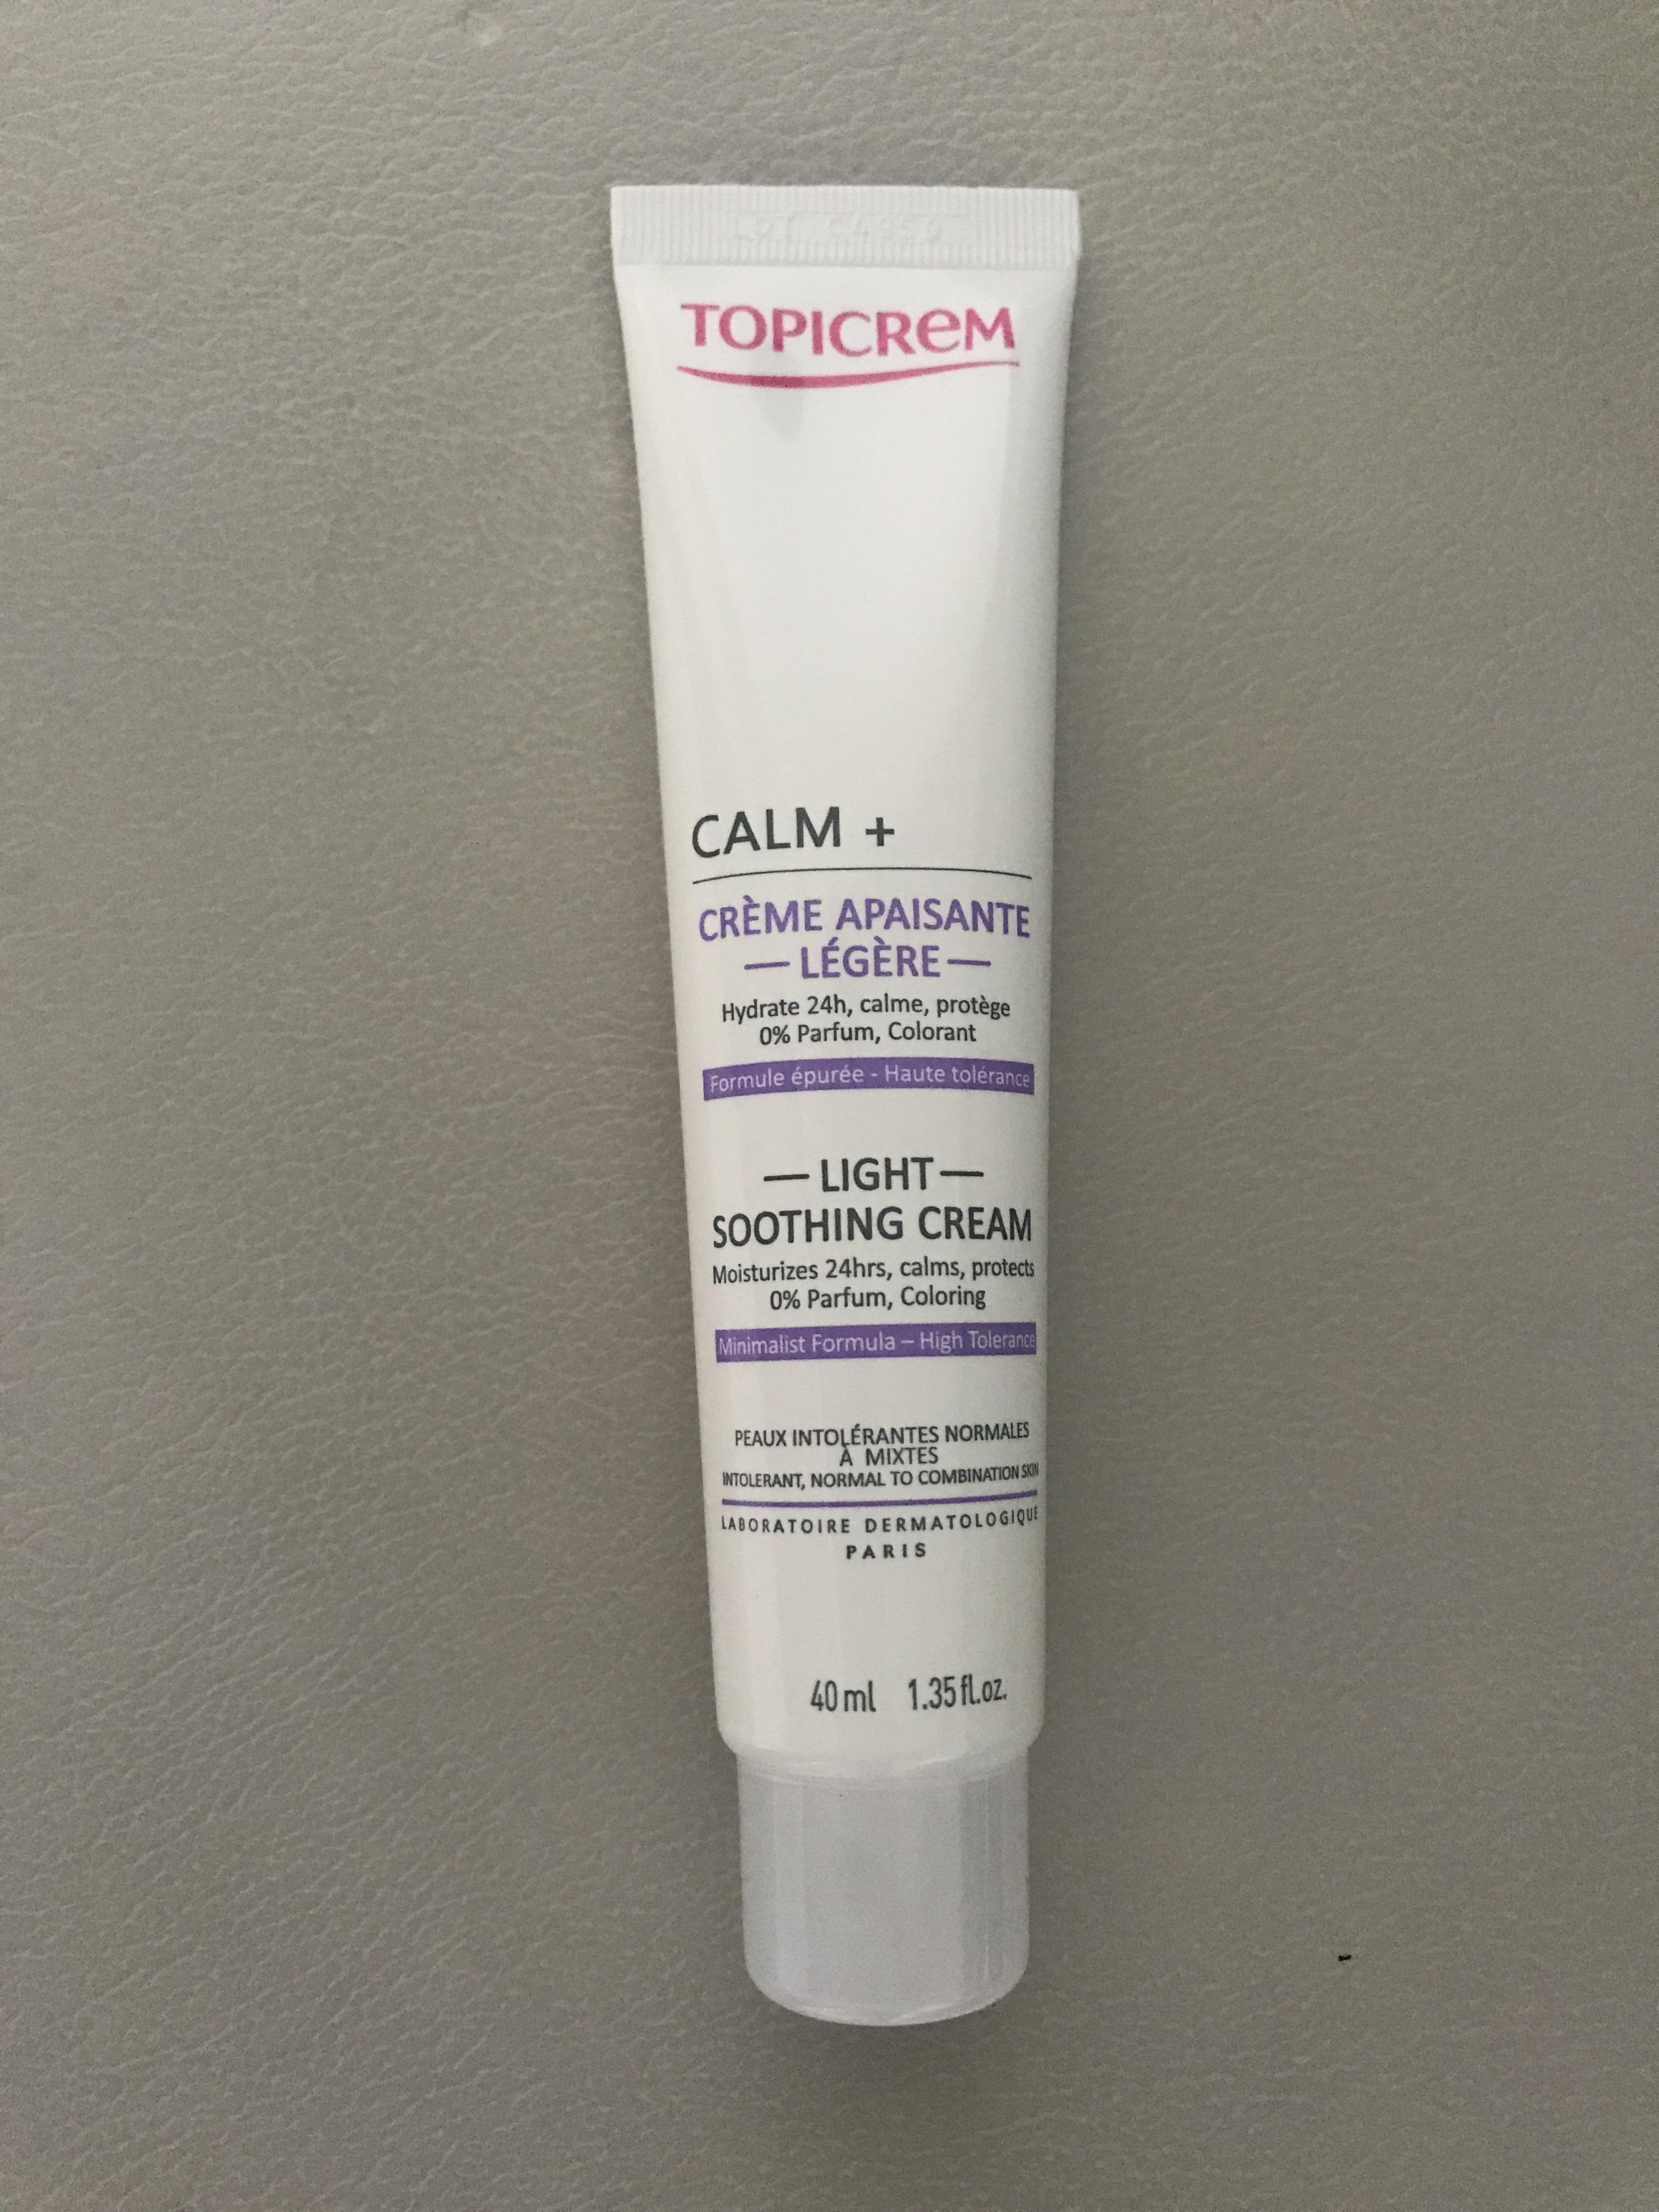 TOPICREM
CALM +
CRÈME APAISANTE
— LÉGÈRE —
Hydrate 24h, calme, protège
0% Parfum, Colorant
Formule épurée - Haute tolérance
— LIGHT —
SOOTHING CREAM
Moisturizes 24hrs, calms, protects
0% Parfum, Coloring
Minimalist Formula – High Tolerance
PEAUX INTOLÉRANTES NORMALES
À MIXTES
INTOLERANT, NORMAL TO COMBINATION SKIN
LABORATOIRE DERMATOLOGIQUE
PARIS
40 ml 1.35 fl.oz.